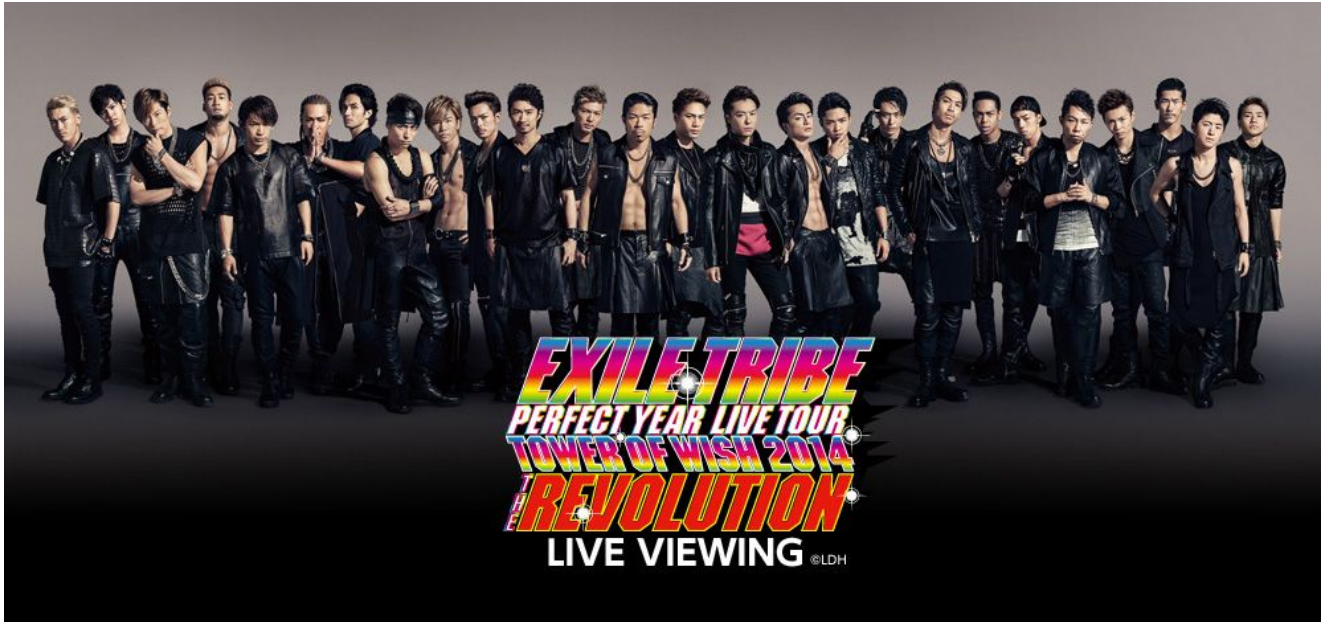 EXILE TRIBE
PERFECT YEAR LIVE TOUR
TOWER OF WISH 2014
THE REVOLUTION
LIVE VIEWING ©LDH